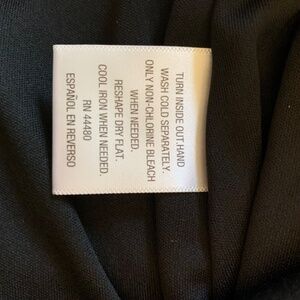 TURN INSIDE OUT.HAND
WASH COLD SEPARATELY.
ONLY NON-CHLORINE BLEACH
WHEN NEEDED.
RESHAPE DRY FLAT.
COOL IRON WHEN NEEDED.
RN 44480
ESPAÑOL EN REVERSO